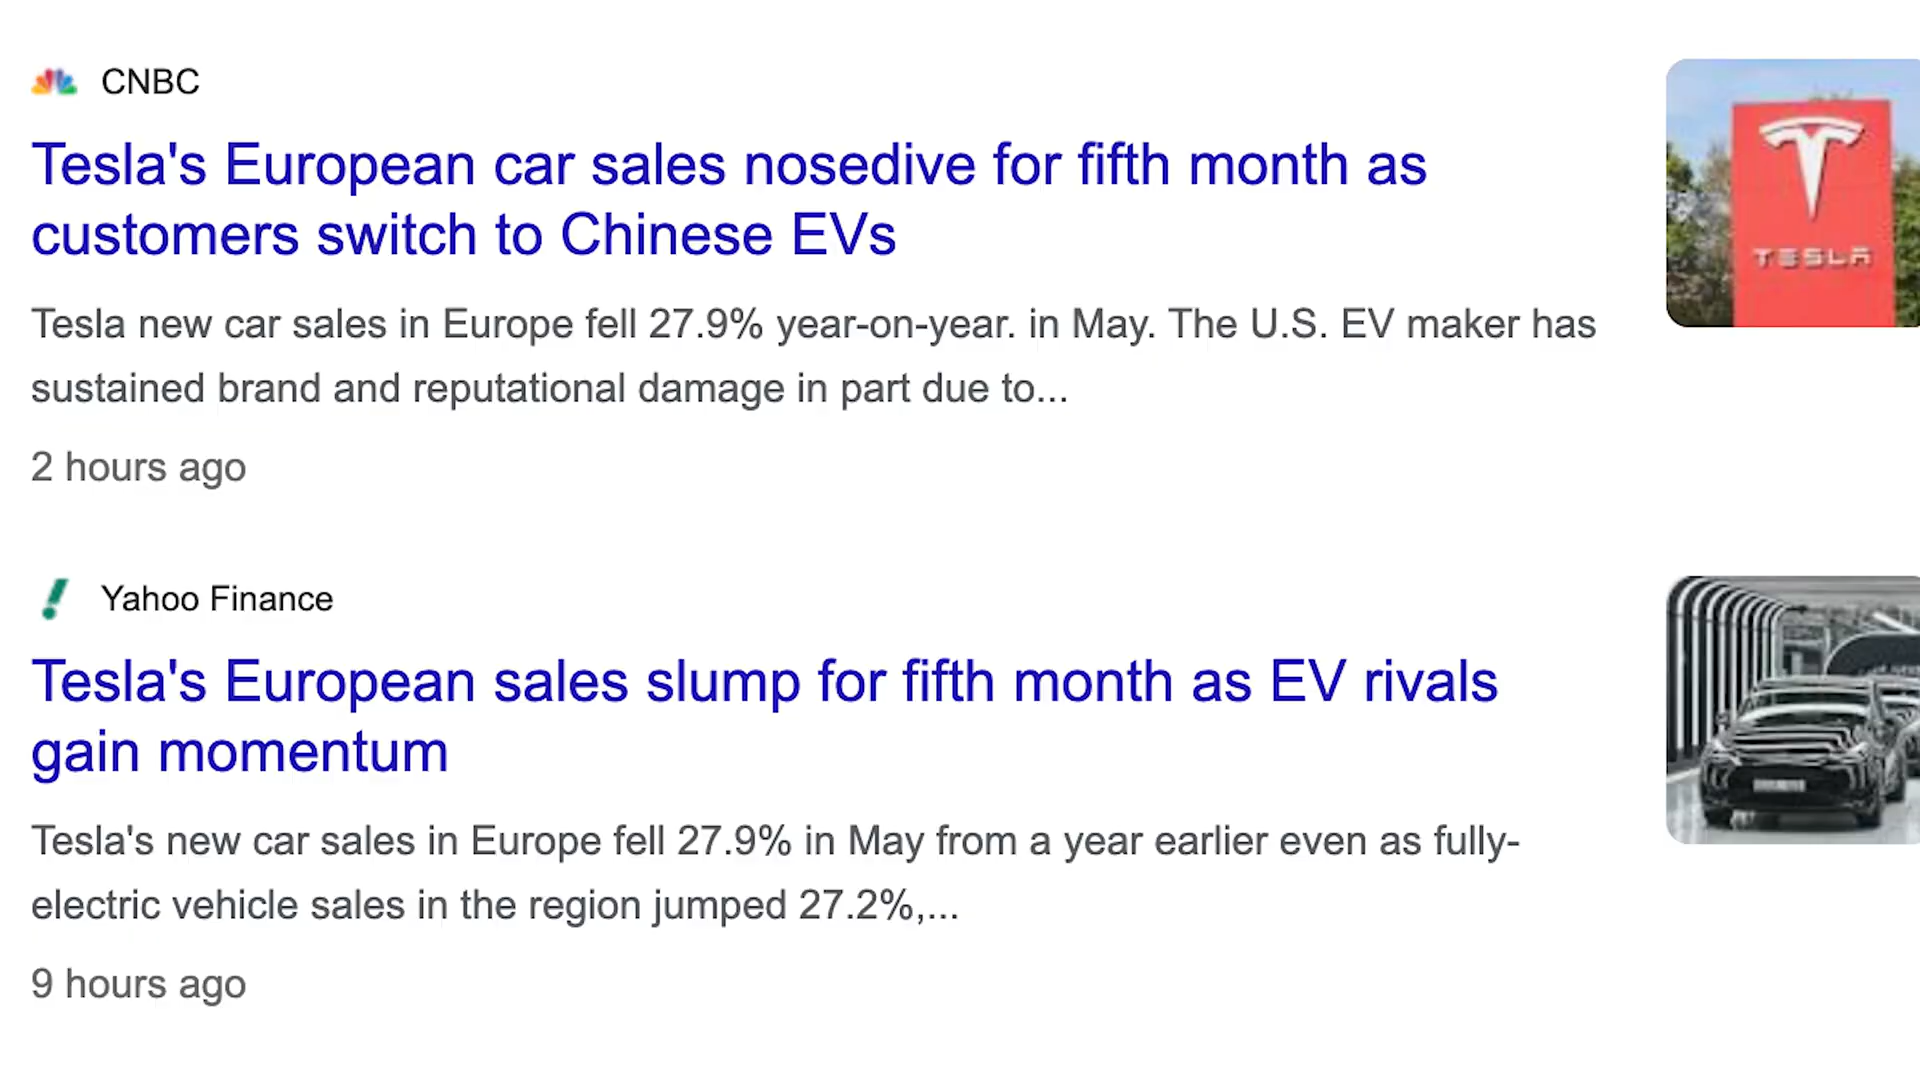 CNBC
Tesla's European car sales nosedive for fifth month as
customers switch to Chinese EVs
Tesla new car sales in Europe fell 27.9% year-on-year. in May. The U.S. EV maker has
sustained brand and reputational damage in part due to...
2 hours ago
TESLA
Yahoo Finance
Tesla's European sales slump for fifth month as EV rivals
gain momentum
Tesla's new car sales in Europe fell 27.9% in May from a year earlier even as fully-
electric vehicle sales in the region jumped 27.2%,...
9 hours ago